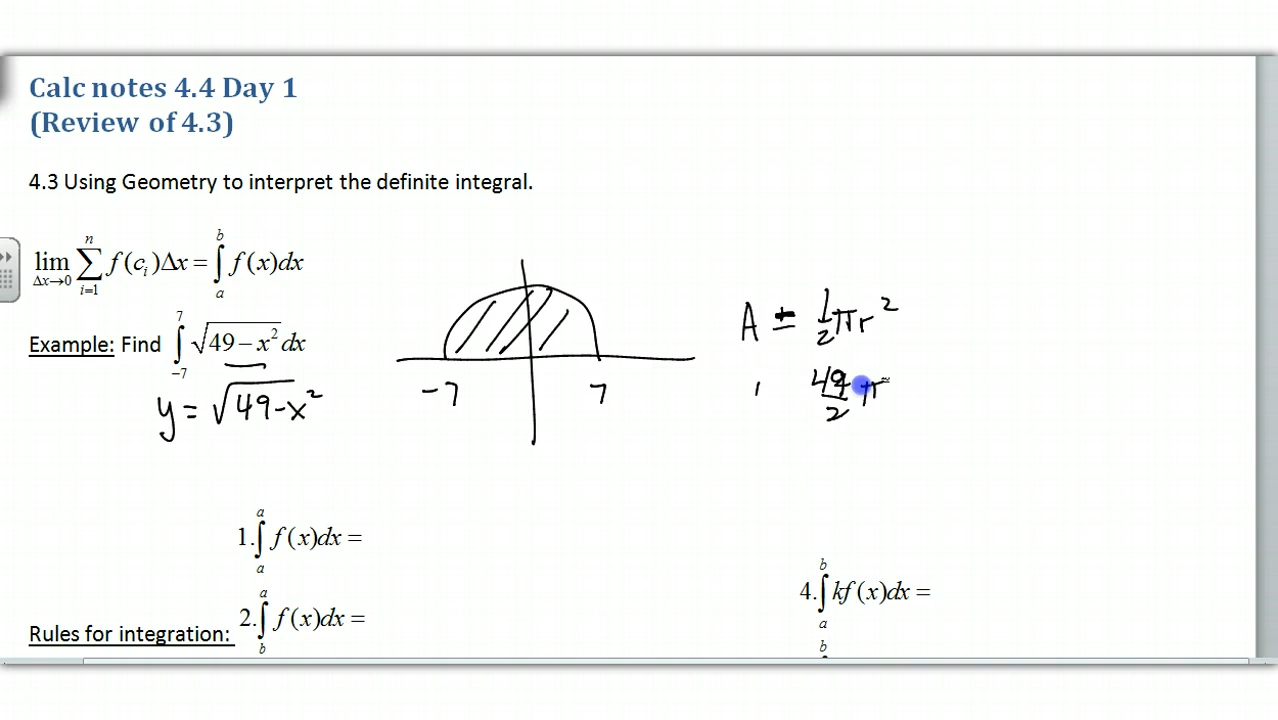 Calc notes 4.4 Day 1
(Review of 4.3)
4.3 Using Geometry to interpret the definite integral.
lim_{Δx→0} ∑_{i=1}^{n} f(c_i)Δx = ∫_{a}^{b} f(x)dx
Example: Find ∫_{-7}^{7} √(49 − x²) dx
y = √(49-x²)
-7 7
A = ½πr²
49/2 π
1. ∫_{a}^{a} f(x)dx =
2. ∫_{b}^{a} f(x)dx =
Rules for integration:
4. ∫_{a}^{b} kf(x)dx =
b